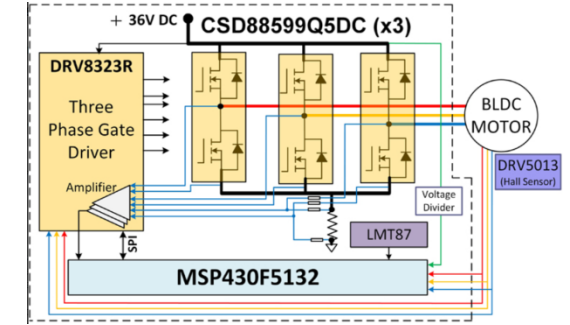 + 36V DC
CSD88599Q5DC (x3)
DRV8323R
Three
Phase Gate
Driver
Amplifier
SPI
BLDC
MOTOR
DRV5013
(Hall Sensor)
Voltage
Divider
LMT87
MSP430F5132